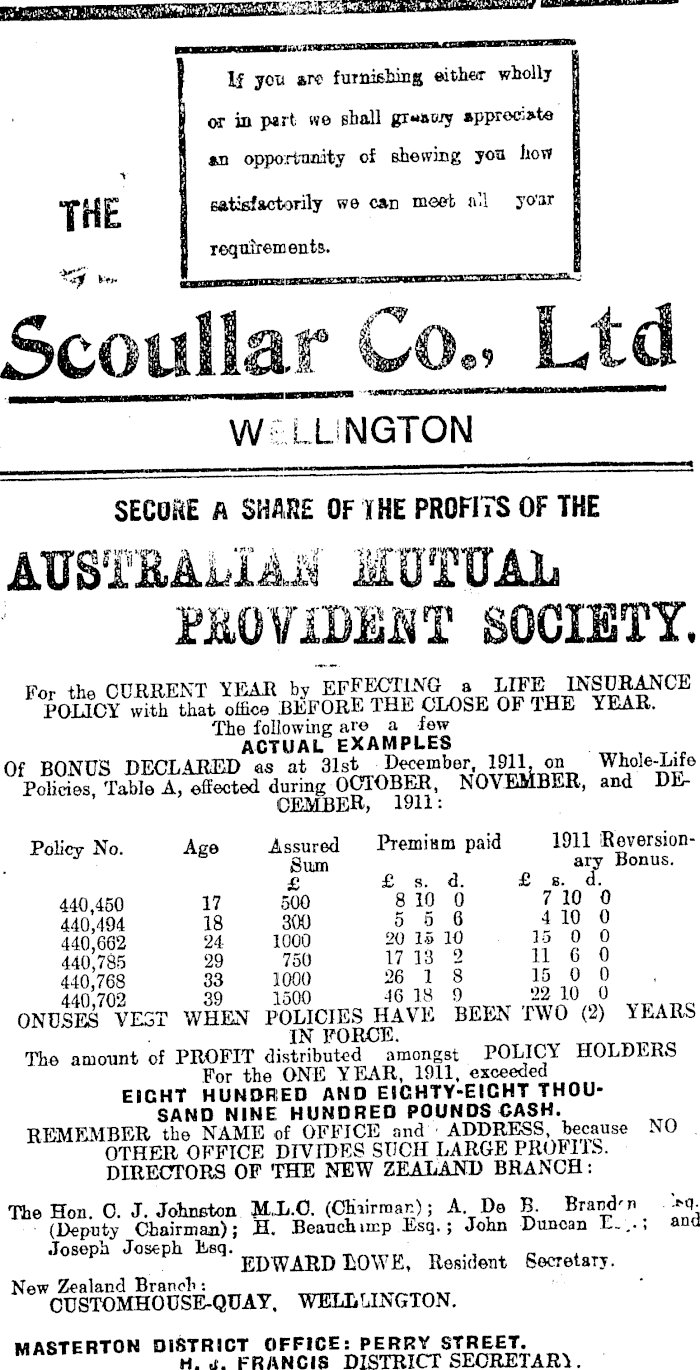 If you are furnishing either wholly
or in part we shall appreciate
an opportunity of shewing you how
satisfactorily we can meet all your
requirements.
THE
Scoullar Co., Ltd
WELLINGTON
SECURE A SHARE OF THE PROFITS OF THE
AUSTRALIAN MUTUAL
PROVIDENT SOCIETY.
For the CURRENT YEAR by EFFECTING a LIFE INSURANCE
POLICY with that office BEFORE THE CLOSE OF THE YEAR.
The following are a few
ACTUAL EXAMPLES
Of BONUS DECLARED as at 31st December, 1911, on Whole-Life
Policies, Table A, effected during OCTOBER, NOVEMBER, and DE-
CEMBER, 1911:
Policy No. Age Assured Premium paid 1911 Reversion-
Sum ary Bonus.
£ £ s. d. £ s. d.
440,450 17 500 8 10 0 7 10 0
440,494 18 300 5 5 6 4 10 0
440,662 24 1000 20 15 10 15 0 0
440,785 29 750 17 13 2 11 6 0
440,768 33 1000 26 1 8 15 0 0
440,702 39 1500 46 18 9 22 10 0
ONUSES VEST WHEN POLICIES HAVE BEEN TWO (2) YEARS
IN FORCE.
The amount of PROFIT distributed amongst POLICY HOLDERS
For the ONE YEAR, 1911, exceeded
EIGHT HUNDRED AND EIGHTY-EIGHT THOU-
SAND NINE HUNDRED POUNDS CASH.
REMEMBER the NAME of OFFICE and ADDRESS, because NO
OTHER OFFICE DIVIDES SUCH LARGE PROFITS.
DIRECTORS OF THE NEW ZEALAND BRANCH:
The Hon. C. J. Johnston M.L.C. (Chairman); A. De B. Brandon
(Deputy Chairman); H. Beauchamp Esq.; John Duncan and
Joseph Joseph Esq.
EDWARD LOWE, Resident Secretary.
New Zealand Branch:
CUSTOMHOUSE-QUAY, WELLLINGTON.
MASTERTON DISTRICT OFFICE: PERRY STREET.
H. J. FRANCIS DISTRICT SECRETARY.